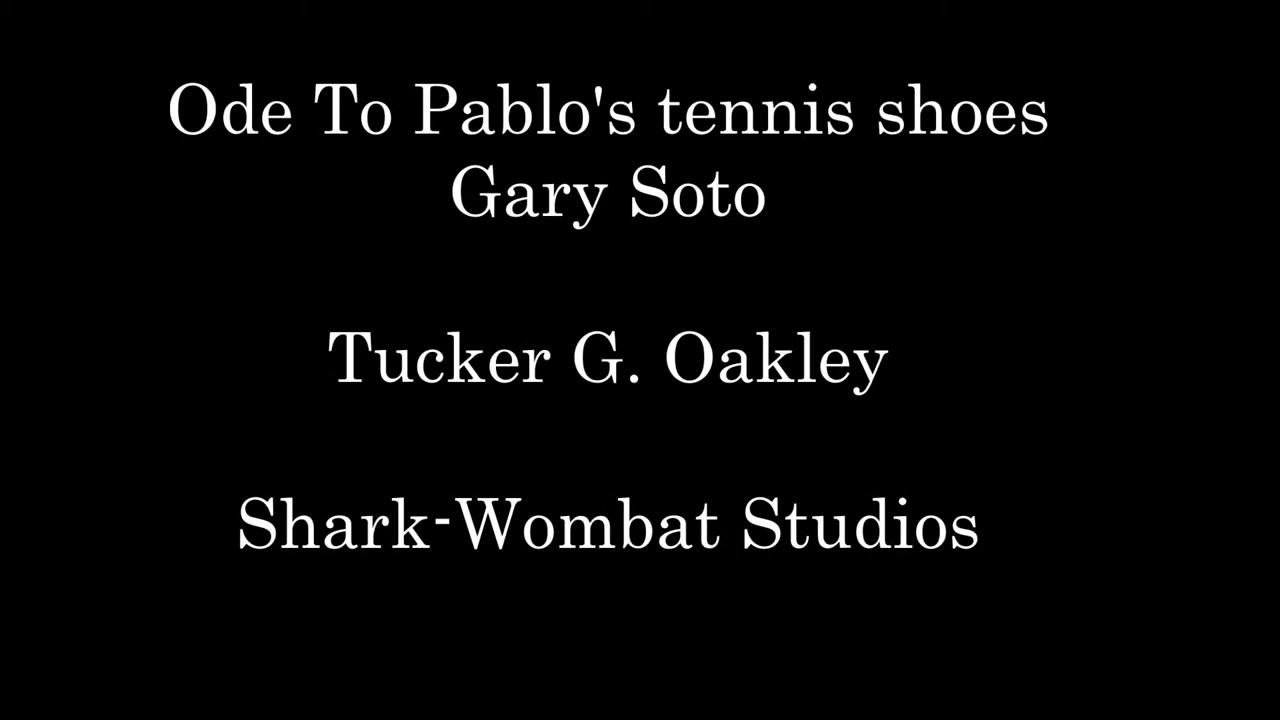 Ode To Pablo's tennis shoes
Gary Soto
Tucker G. Oakley
Shark-Wombat Studios